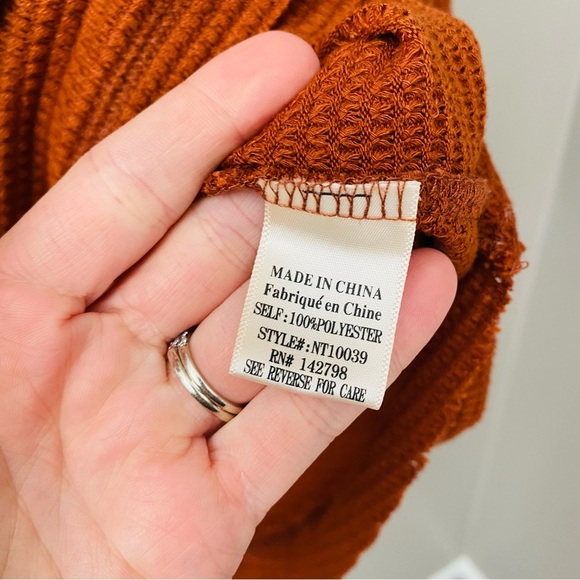 MADE IN CHINA
Fabriqué en Chine
SELF:100%POLYESTER
STYLE#:NT10039
RN# 142798
SEE REVERSE FOR CARE